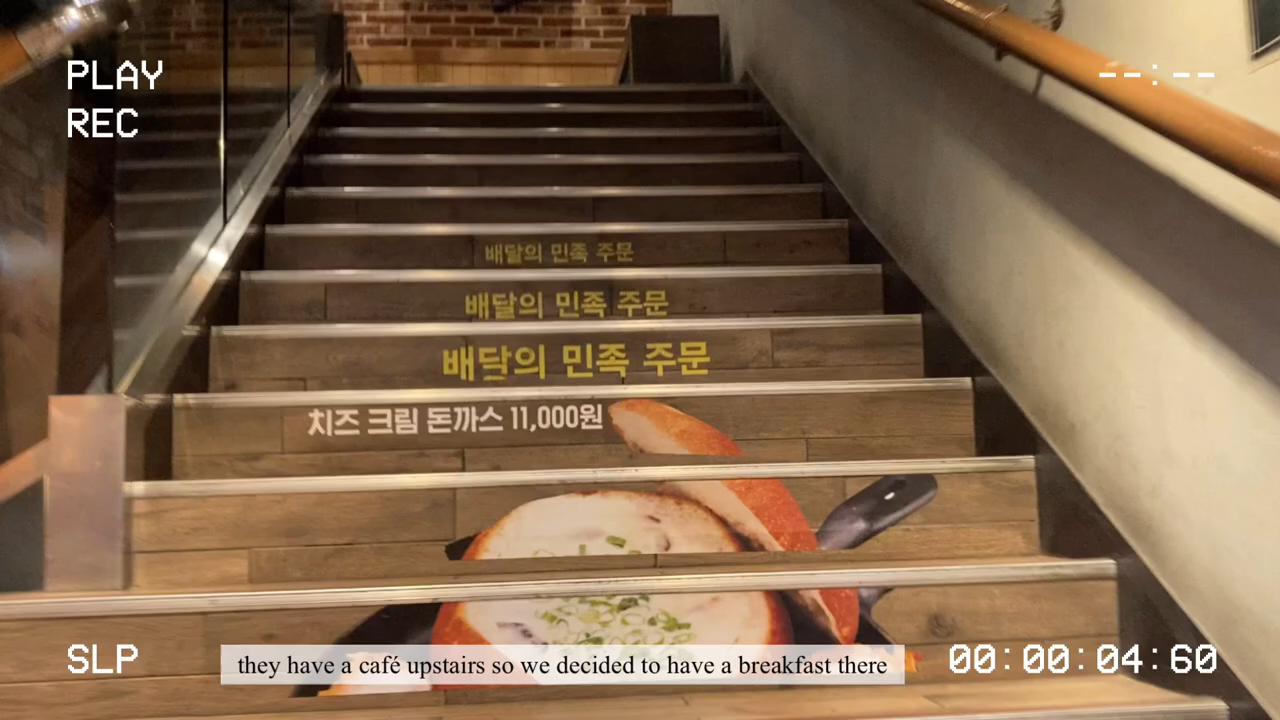 PLAY
--:--
REC
배달의 민족 주문
배달의 민족 주문
배달의 민족 주문
치즈 크림 돈까스 11,000원
SLP
they have a café upstairs so we decided to have a breakfast there
00:00:04:60